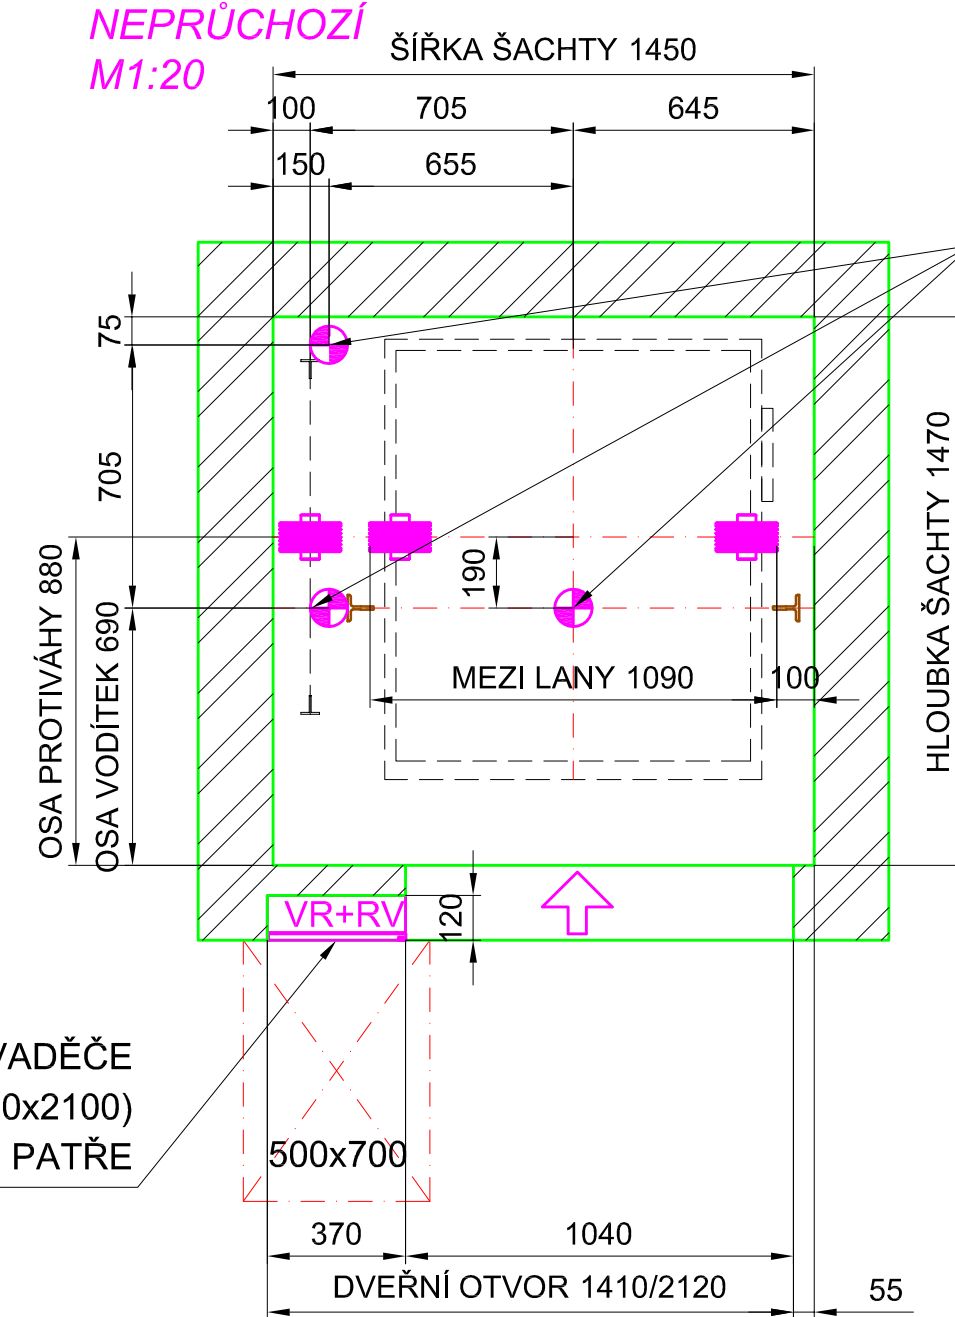 NEPRŮCHOZÍ
M1:20
ŠÍŘKA ŠACHTY 1450
100
705
645
150
655
75
705
OSA PROTIVÁHY 880
OSA VODÍTEK 690
190
MEZI LANY 1090
100
HLOUBKA ŠACHTY 1470
VR+RV
120
VADĚČE
0x2100)
PATŘE
500x700
370
1040
DVEŘNÍ OTVOR 1410/2120
55